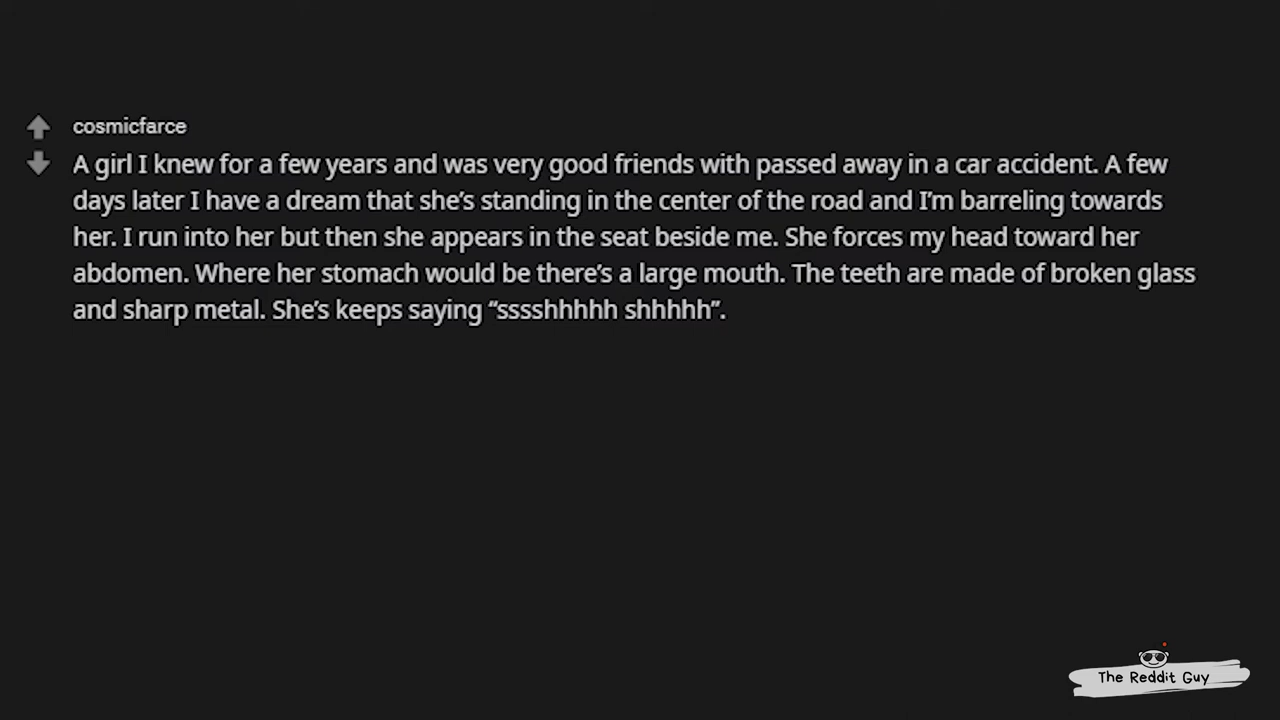 cosmicfarce
A girl I knew for a few years and was very good friends with passed away in a car accident. A few
days later I have a dream that she’s standing in the center of the road and I’m barreling towards
her. I run into her but then she appears in the seat beside me. She forces my head toward her
abdomen. Where her stomach would be there’s a large mouth. The teeth are made of broken glass
and sharp metal. She’s keeps saying “sssshhhhh shhhhh”.
The Reddit Guy